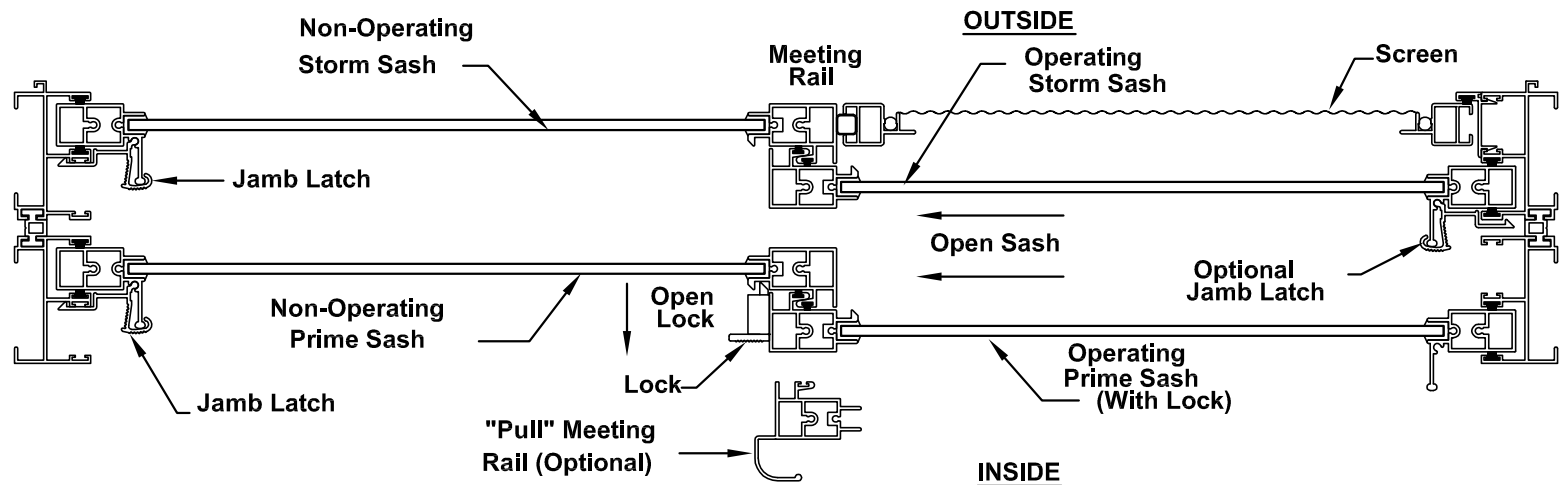 OUTSIDE
Non-Operating
Storm Sash
Meeting
Rail
Operating
Storm Sash
Screen
Jamb Latch
Open Sash
Optional
Jamb Latch
Non-Operating
Prime Sash
Open
Lock
Lock
Operating
Prime Sash
(With Lock)
Jamb Latch
"Pull" Meeting
Rail (Optional)
INSIDE